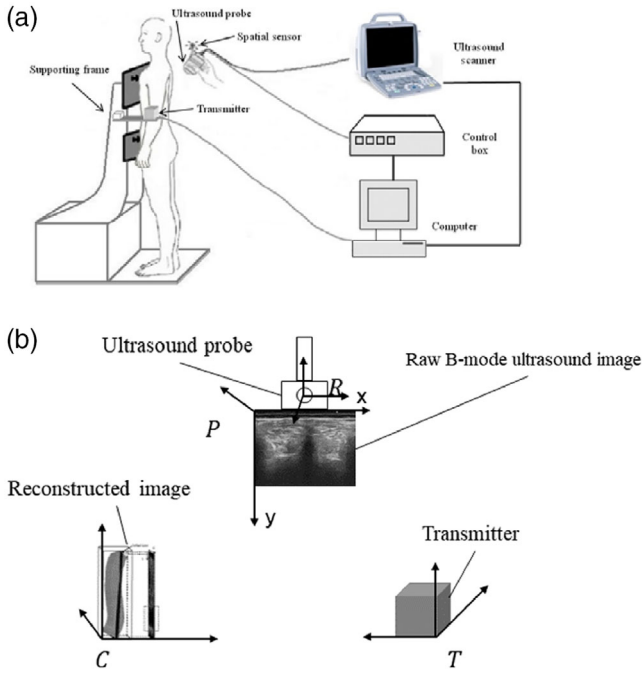 (a)
Ultrasound probe
Spatial sensor
Supporting frame
Transmitter
Ultrasound
scanner
Control
box
Computer
(b)
Ultrasound probe
Raw B-mode ultrasound image
R
x
P
y
Reconstructed image
Transmitter
C
T